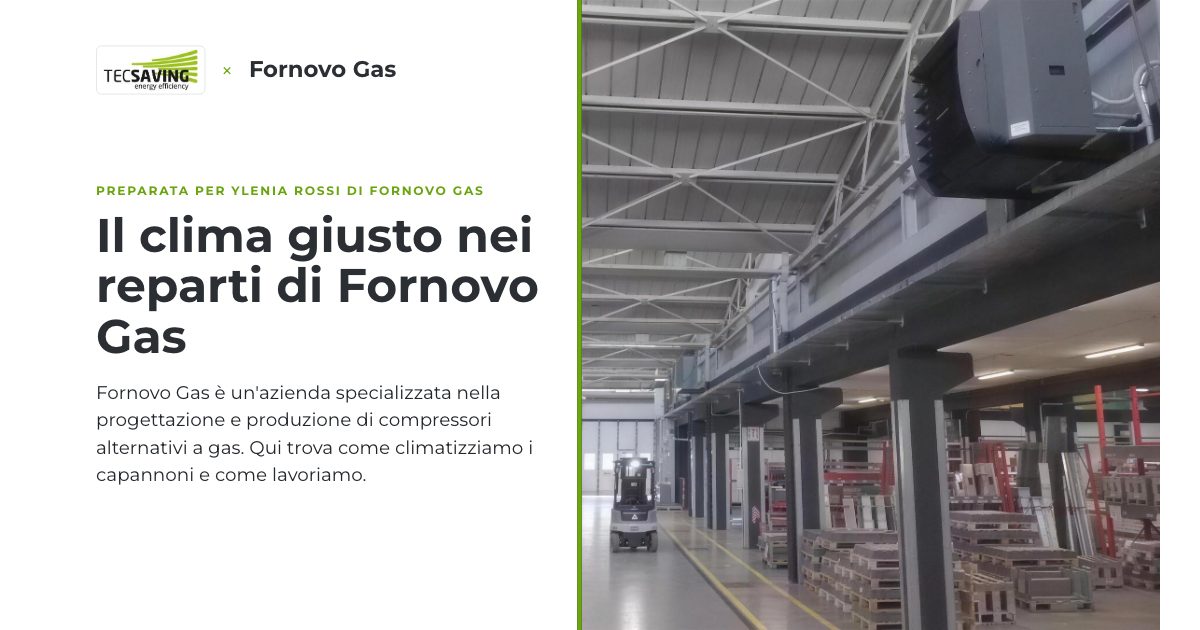 TECSAVING
energy efficiency
× Fornovo Gas
PREPARATA PER YLENIA ROSSI DI FORNOVO GAS
Il clima giusto nei
reparti di Fornovo
Gas
Fornovo Gas è un'azienda specializzata nella
progettazione e produzione di compressori
alternativi a gas. Qui trova come climatizziamo i
capannoni e come lavoriamo.